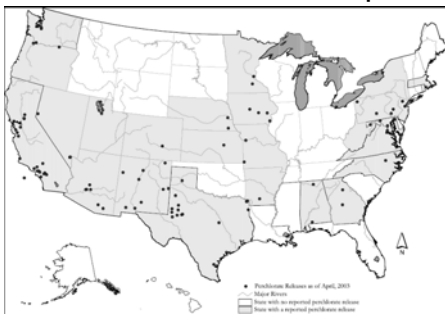 Perchlorate Releases as of April, 2003
Major Rivers
State with no reported perchlorate release
State with a reported perchlorate release
N